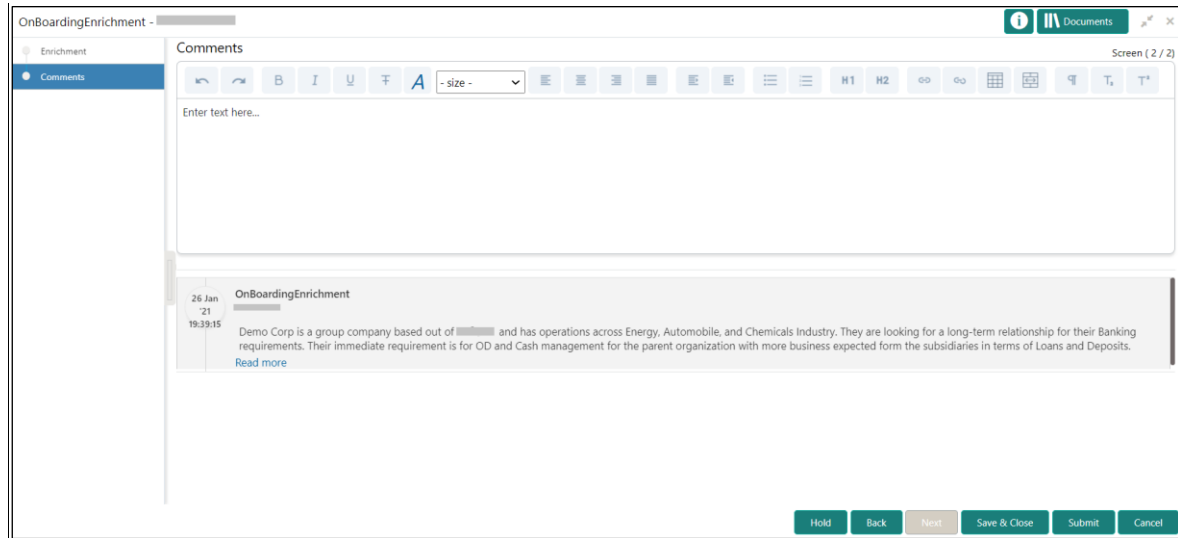 OnBoardingEnrichment -
Documents
Enrichment
Comments
Comments
Screen ( 2 / 2)
B I U T A - size - H1 H2 ¶ Tₓ Tˣ
Enter text here...
26 Jan
'21
19:39:15
OnBoardingEnrichment
Demo Corp is a group company based out of and has operations across Energy, Automobile, and Chemicals Industry. They are looking for a long-term relationship for their Banking
requirements. Their immediate requirement is for OD and Cash management for the parent organization with more business expected form the subsidiaries in terms of Loans and Deposits.
Read more
Hold Back Next Save & Close Submit Cancel